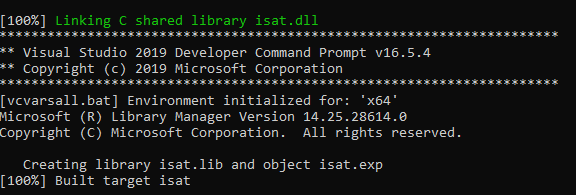 [100%] Linking C shared library isat.dll
**********************************************************************
** Visual Studio 2019 Developer Command Prompt v16.5.4
** Copyright (c) 2019 Microsoft Corporation
**********************************************************************
[vcvarsall.bat] Environment initialized for: 'x64'
Microsoft (R) Library Manager Version 14.25.28614.0
Copyright (C) Microsoft Corporation.  All rights reserved.
Creating library isat.lib and object isat.exp
[100%] Built target isat